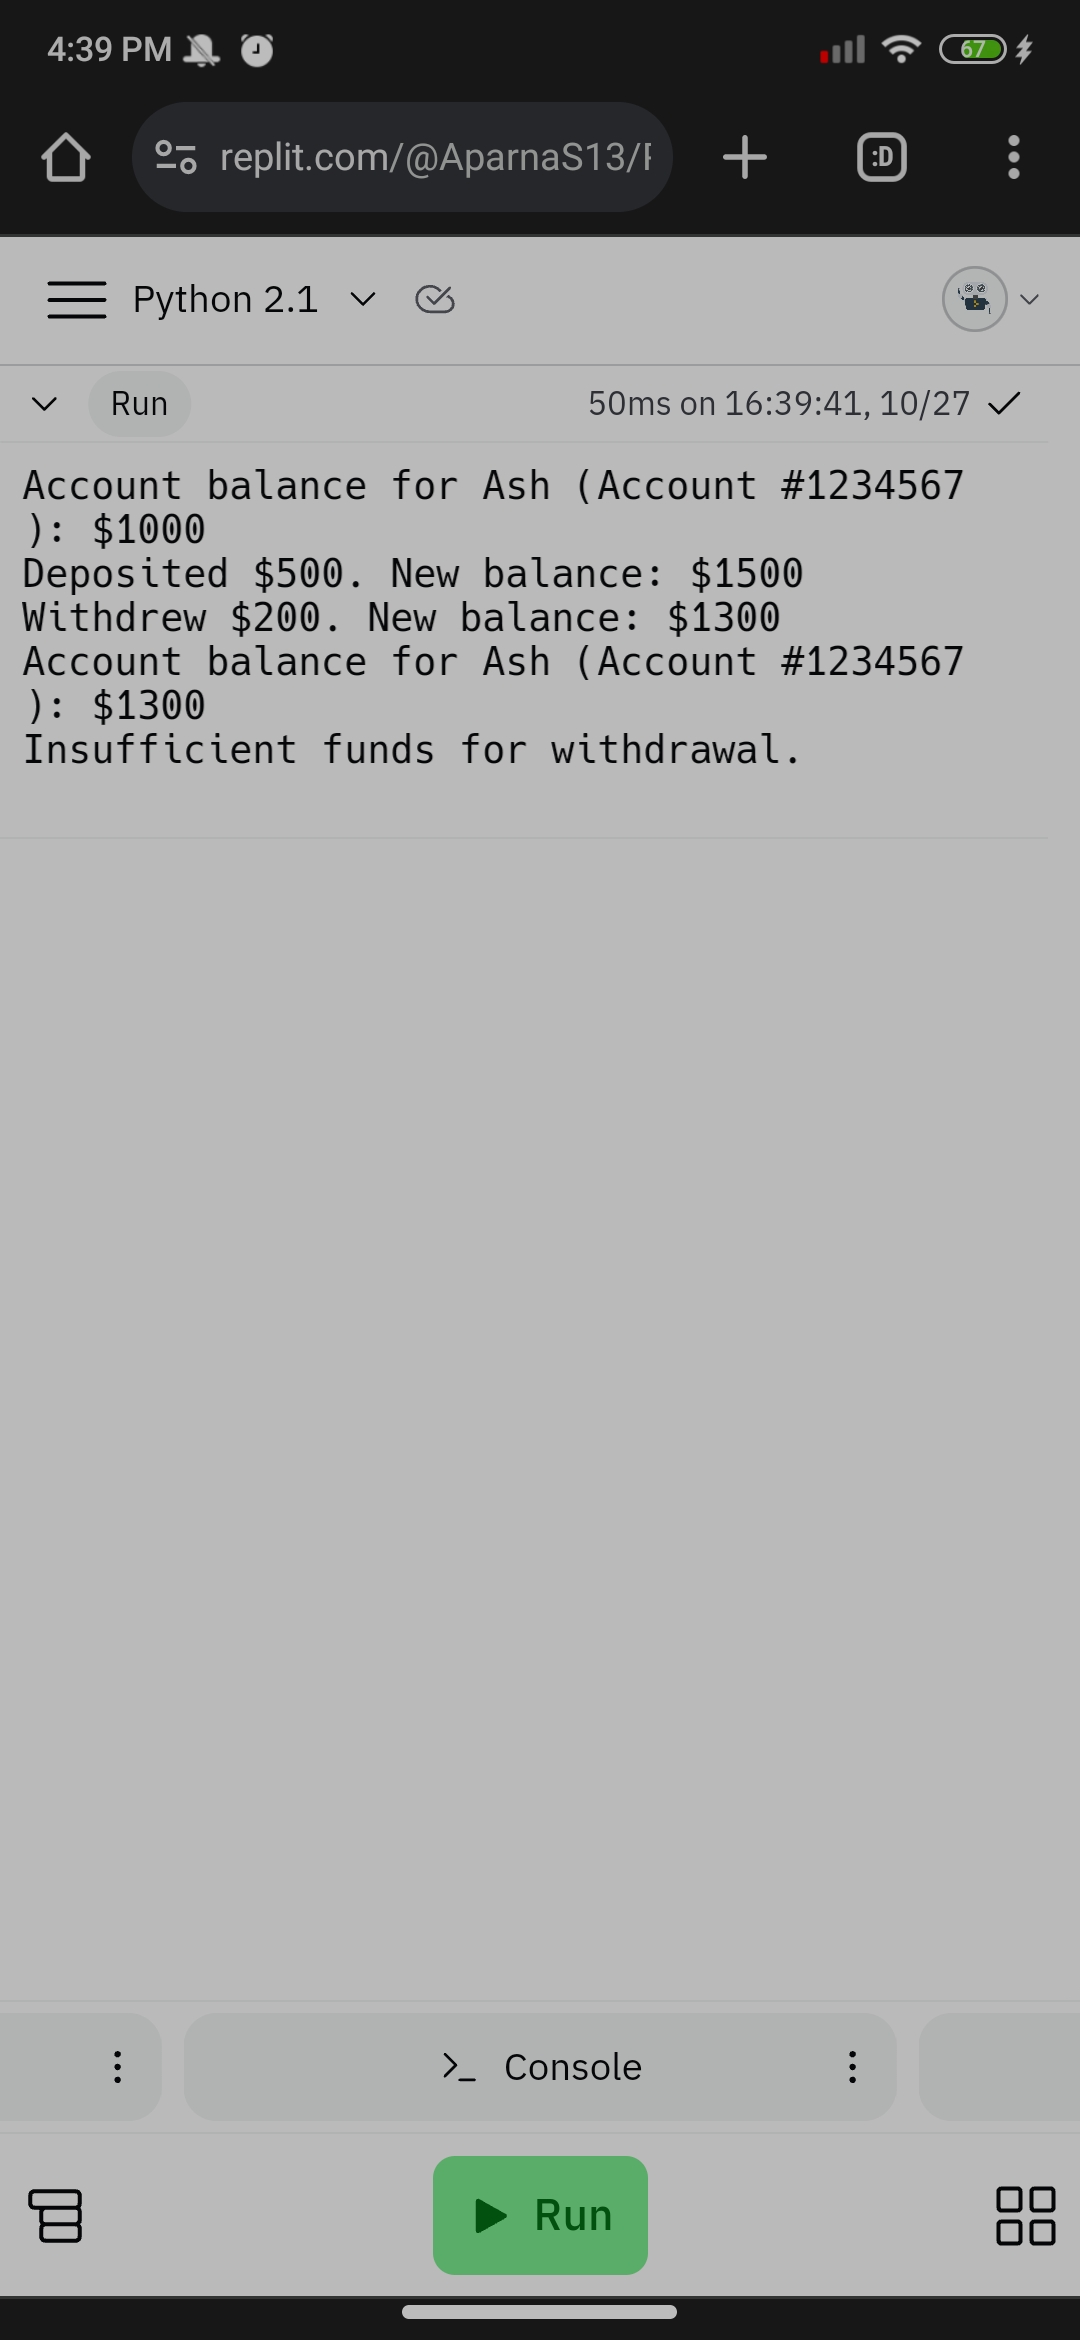 4:39 PM
67
replit.com/@AparnaS13/
:D
Python 2.1
Run
50ms on 16:39:41, 10/27
Account balance for Ash (Account #1234567
): $1000
Deposited $500. New balance: $1500
Withdrew $200. New balance: $1300
Account balance for Ash (Account #1234567
): $1300
Insufficient funds for withdrawal.
>_ Console
Run